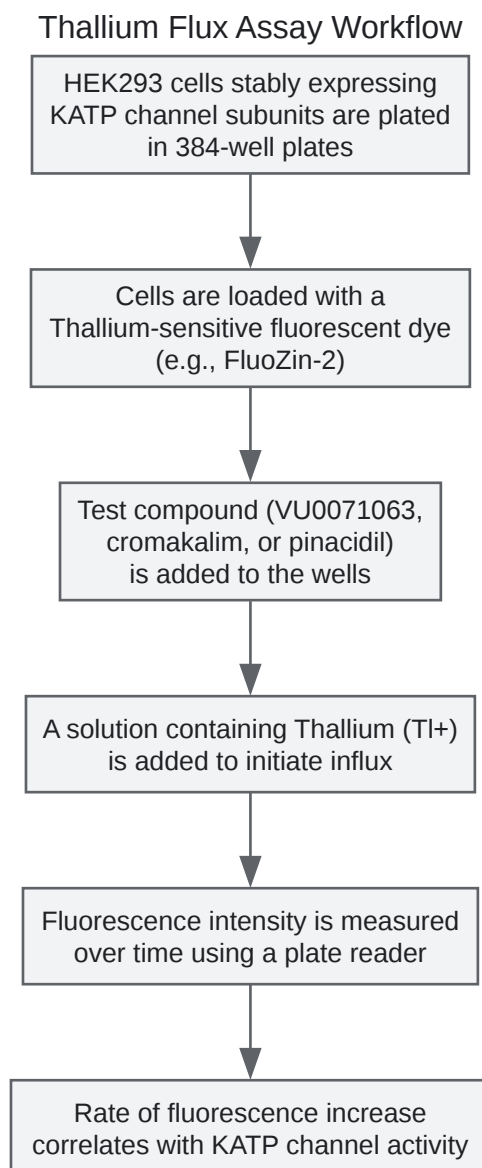 Thallium Flux Assay Workflow
HEK293 cells stably expressing
KATP channel subunits are plated
in 384-well plates
Cells are loaded with a
Thallium-sensitive fluorescent dye
(e.g., FluoZin-2)
Test compound (VU0071063,
cromakalim, or pinacidil)
is added to the wells
A solution containing Thallium (Tl+)
is added to initiate influx
Fluorescence intensity is measured
over time using a plate reader
Rate of fluorescence increase
correlates with KATP channel activity